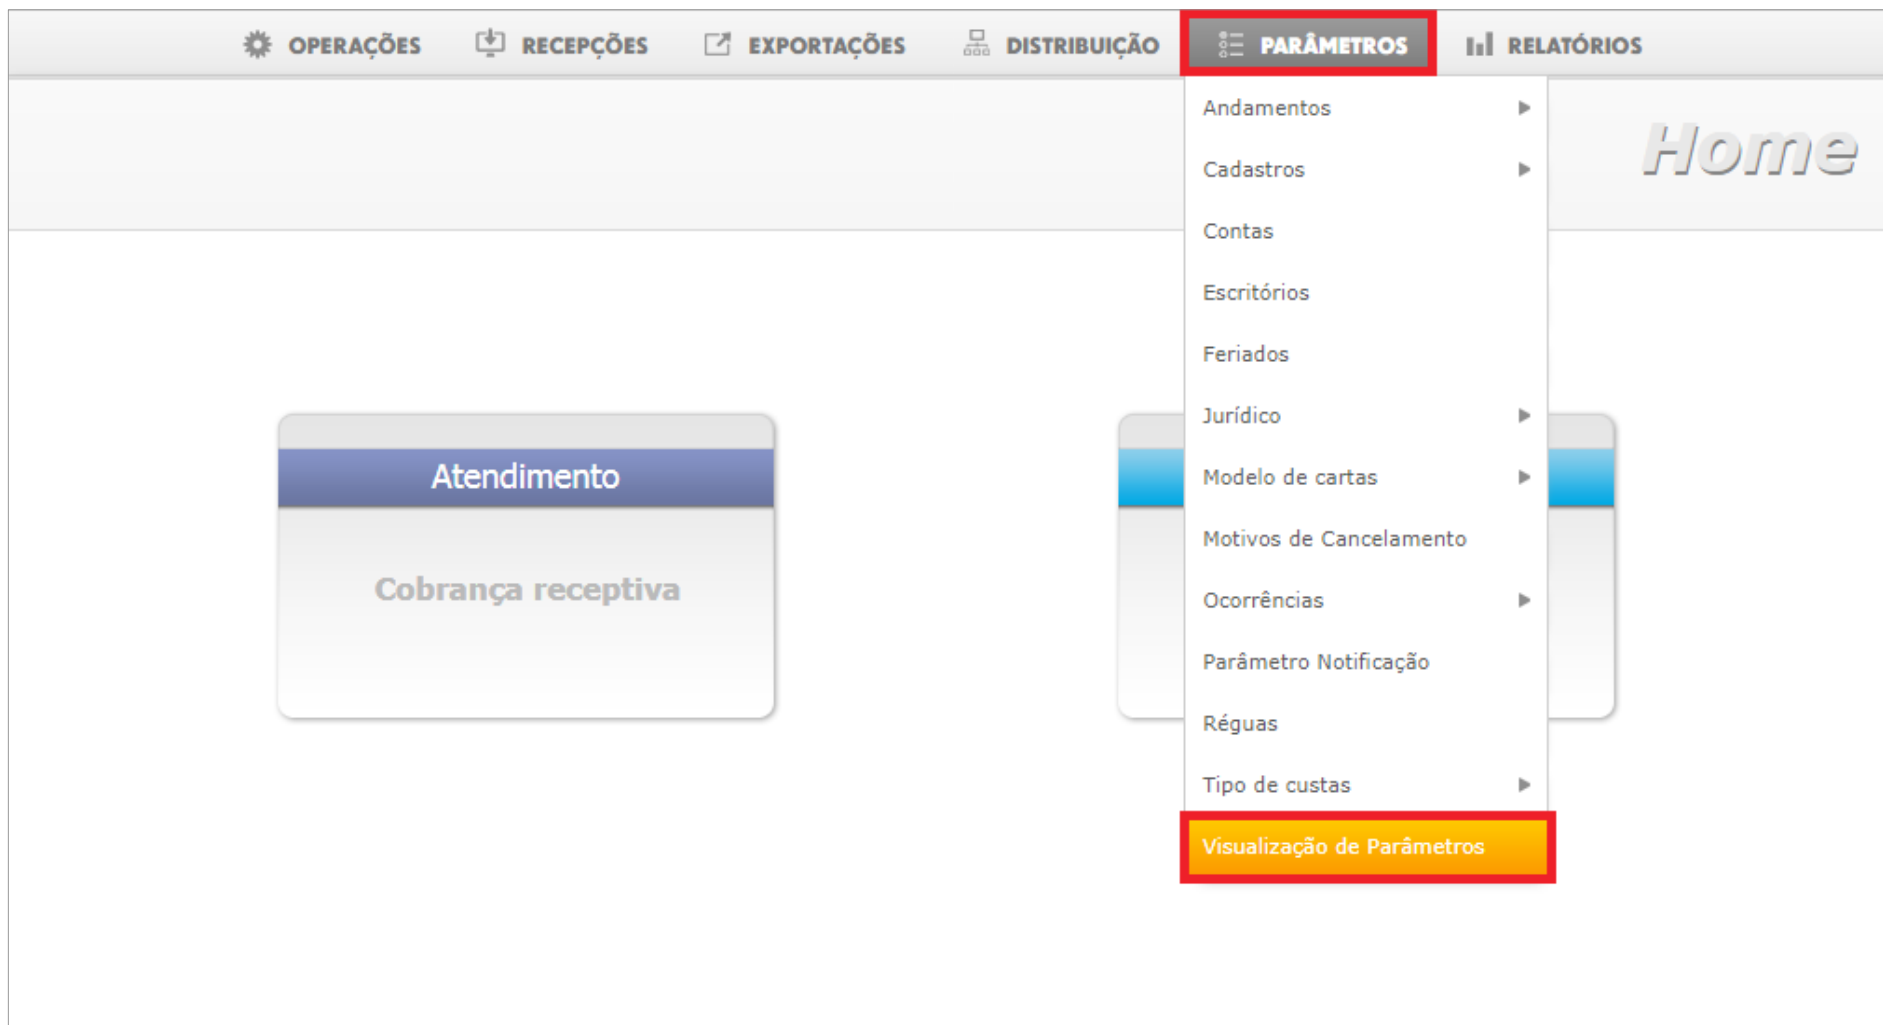 OPERAÇÕES RECEPÇÕES EXPORTAÇÕES DISTRIBUIÇÃO PARÂMETROS RELATÓRIOS
Home
Andamentos
Cadastros
Contas
Escritórios
Feriados
Jurídico
Modelo de cartas
Motivos de Cancelamento
Ocorrências
Parâmetro Notificação
Réguas
Tipo de custas
Visualização de Parâmetros
Atendimento
Cobrança receptiva